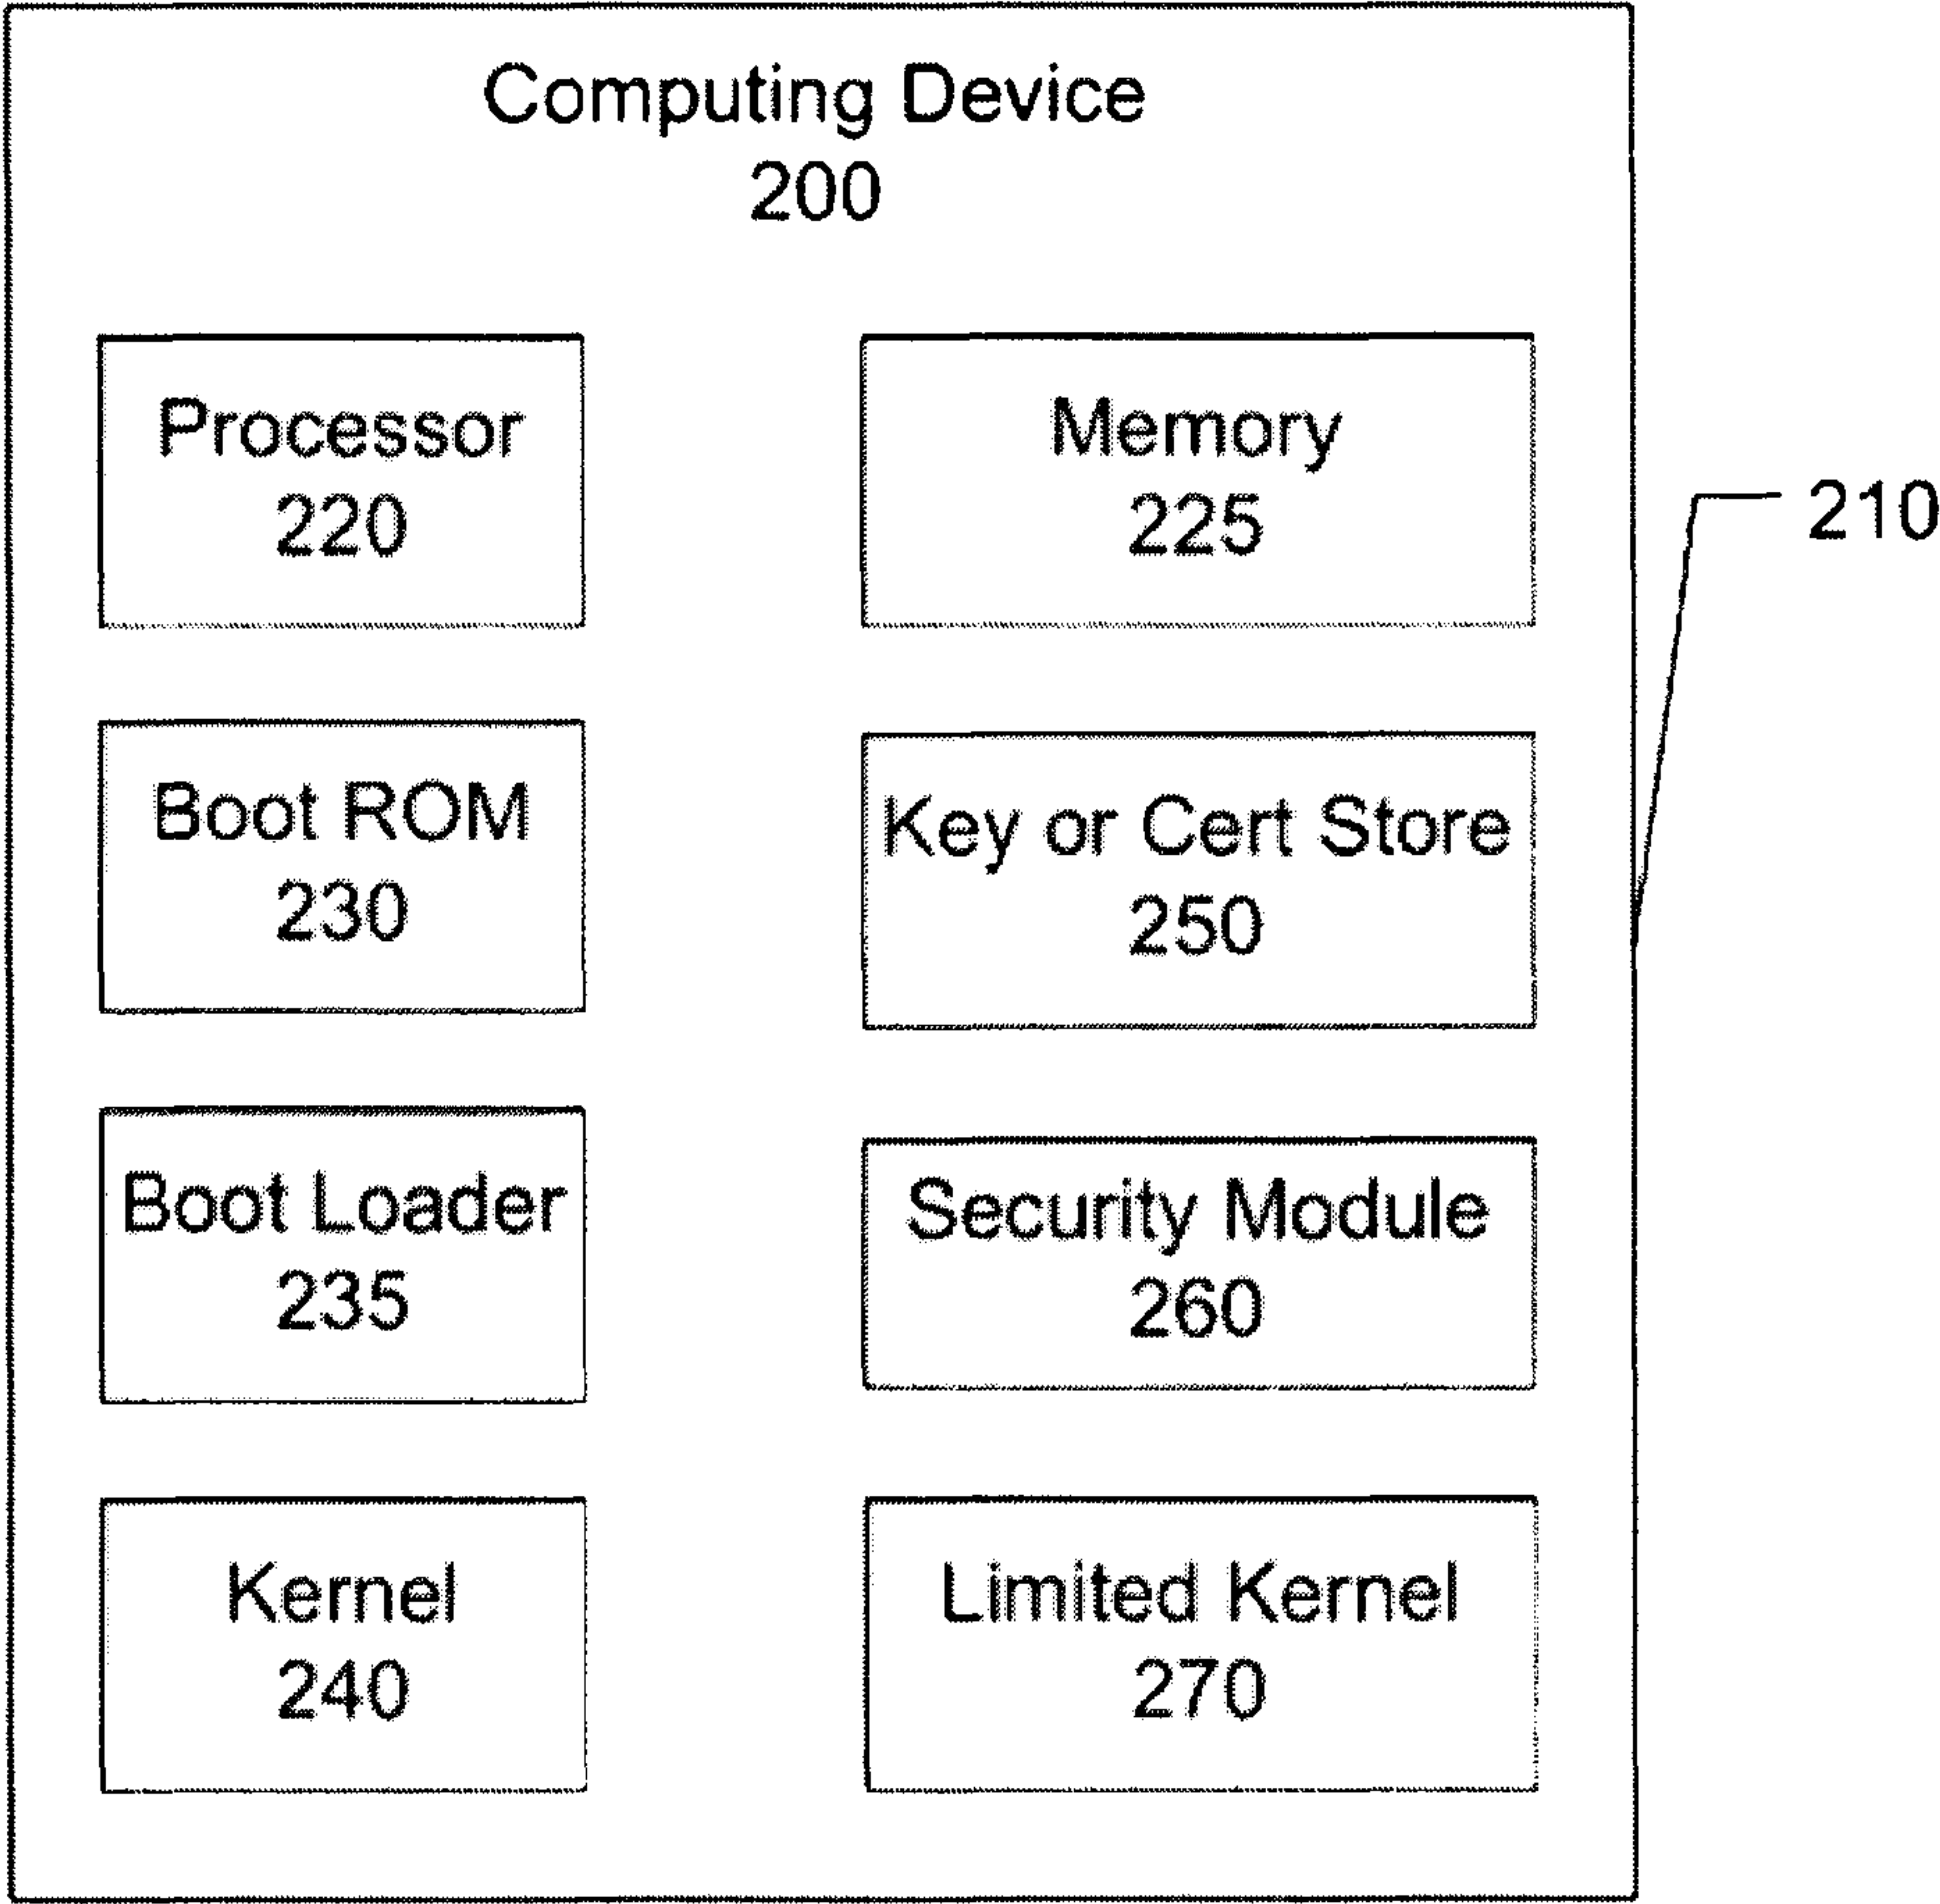 Computing Device
200
Processor
220
Memory
225
210
Boot ROM
230
Key or Cert Store
250
Boot Loader
235
Security Module
260
Kernel
240
Limited Kernel
270